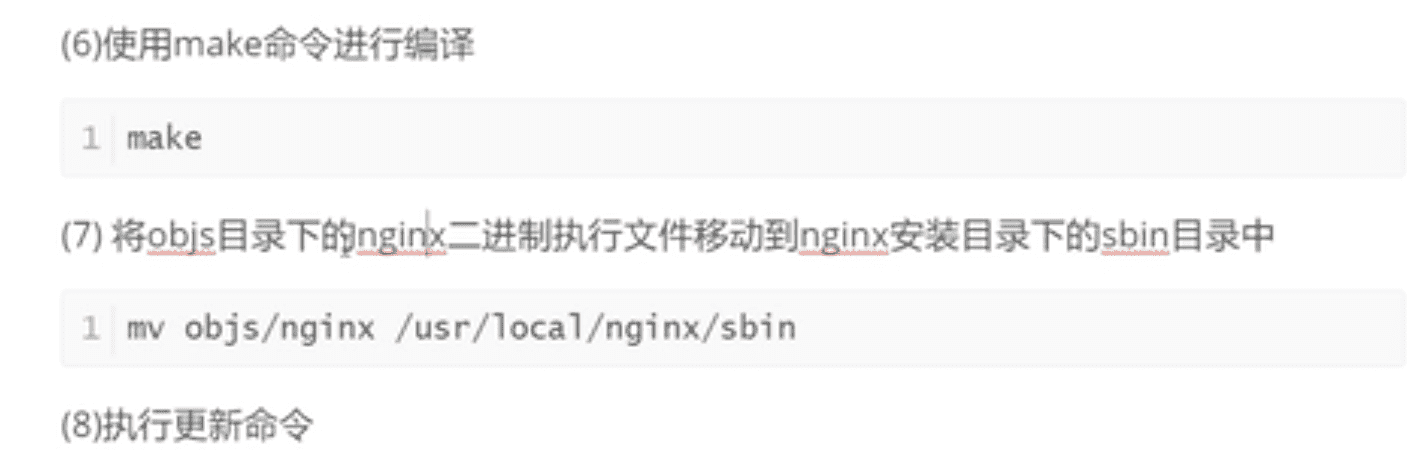 (6)使用make命令进行编译
1 make
(7) 将objs目录下的nginx二进制执行文件移动到nginx安装目录下的sbin目录中
1 mv objs/nginx /usr/local/nginx/sbin
(8)执行更新命令